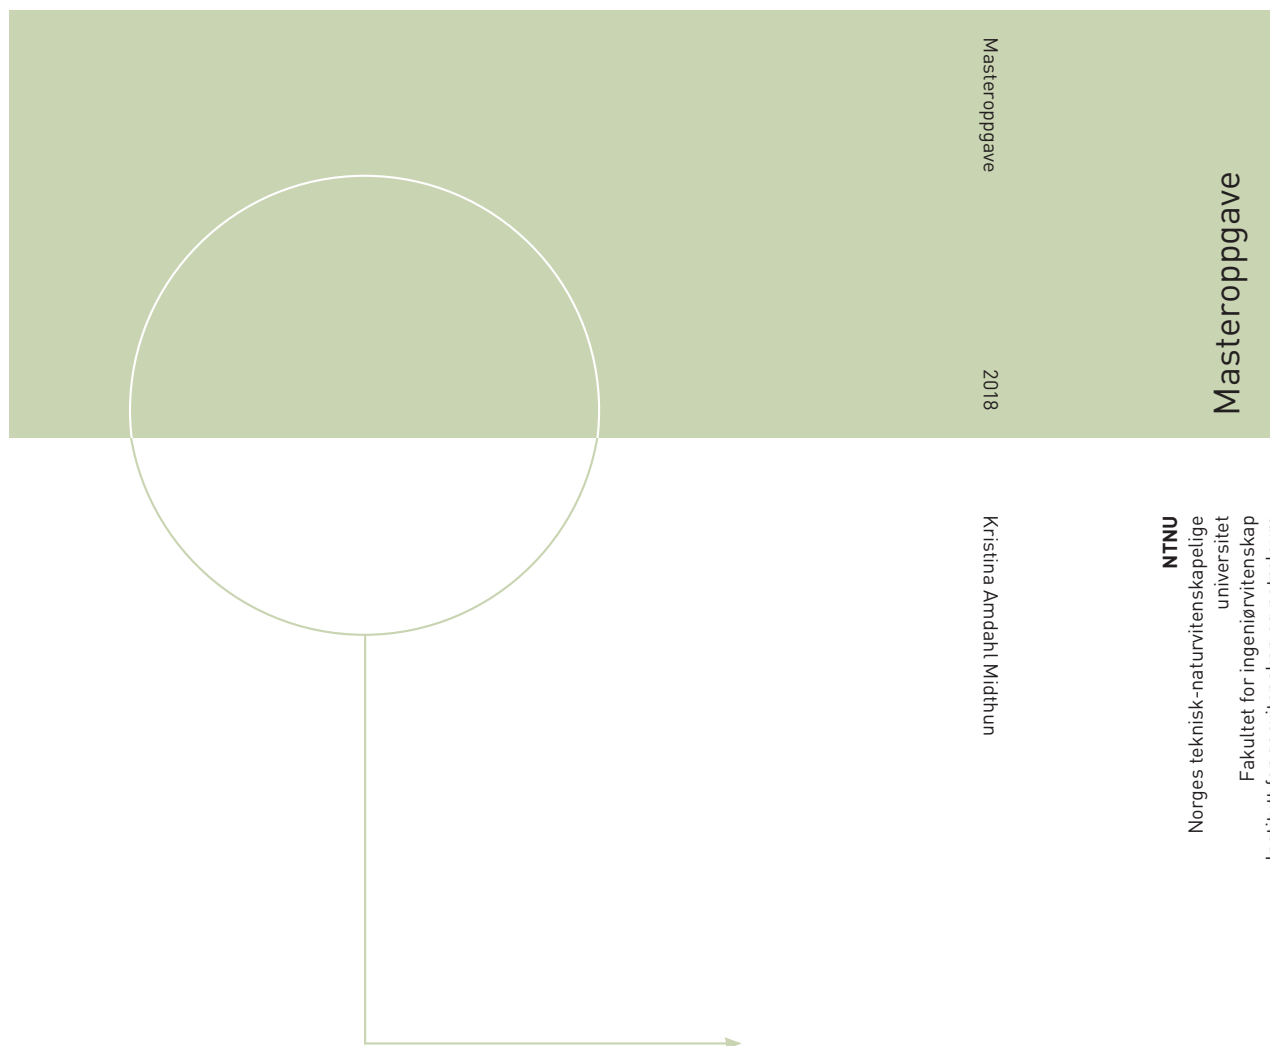 Masteroppgave
2018
Kristina Amdahl Midthun
Masteroppgave
NTNU
Norges teknisk-naturvitenskapelige
universitet
Fakultet for ingeniørvitenskap